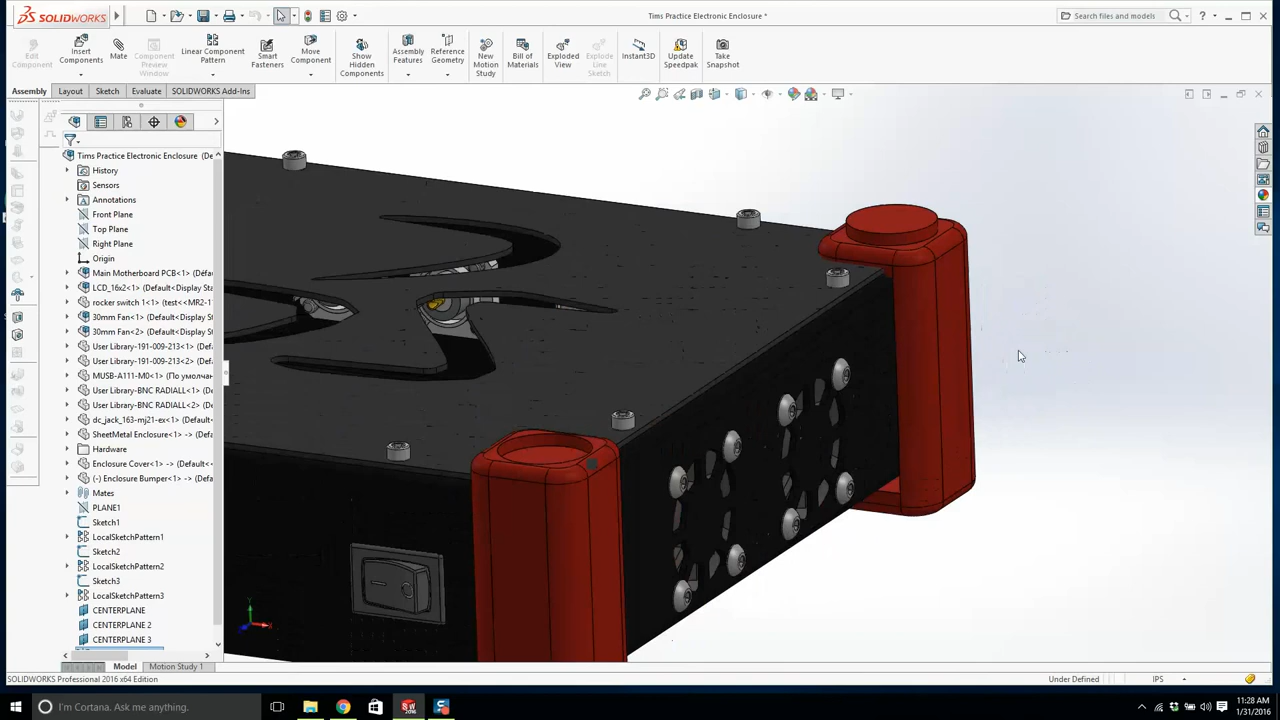 SOLIDWORKS
Tims Practice Electronic Enclosure *
Search files and models
Edit Component
Insert Components
Mate
Component Preview Window
Linear Component Pattern
Smart Fasteners
Move Component
Show Hidden Components
Assembly Features
Reference Geometry
New Motion Study
Bill of Materials
Exploded View
Explode Line Sketch
Instant3D
Update Speedpak
Take Snapshot
Assembly
Layout
Sketch
Evaluate
SOLIDWORKS Add-Ins
Tims Practice Electronic Enclosure (De
History
Sensors
Annotations
Front Plane
Top Plane
Right Plane
Origin
Main Motherboard PCB<1> (Defau
LCD_16x2<1> (Default<Display Sta
rocker switch 1<1> (test<<MR2-1
30mm Fan<1> (Default<Display St
30mm Fan<2> (Default<Display St
User Library-191-009-213<1> (Def
User Library-191-009-213<2> (Def
MUSB-A111-M0<1> (По умолчан
User Library-BNC RADIALL<1> (De
User Library-BNC RADIALL<2> (De
dc_jack_163-mj21-ex<1> (Default<
SheetMetal Enclosure<1> -> (Defa
Hardware
Enclosure Cover<1> -> (Default<<
(-) Enclosure Bumper<1> -> (Defa
Mates
PLANE1
Sketch1
LocalSketchPattern1
Sketch2
LocalSketchPattern2
Sketch3
LocalSketchPattern3
CENTERPLANE
CENTERPLANE 2
CENTERPLANE 3
Model
Motion Study 1
SOLIDWORKS Professional 2016 x64 Edition
Under Defined
IPS
I'm Cortana. Ask me anything.
11:28 AM
1/31/2016